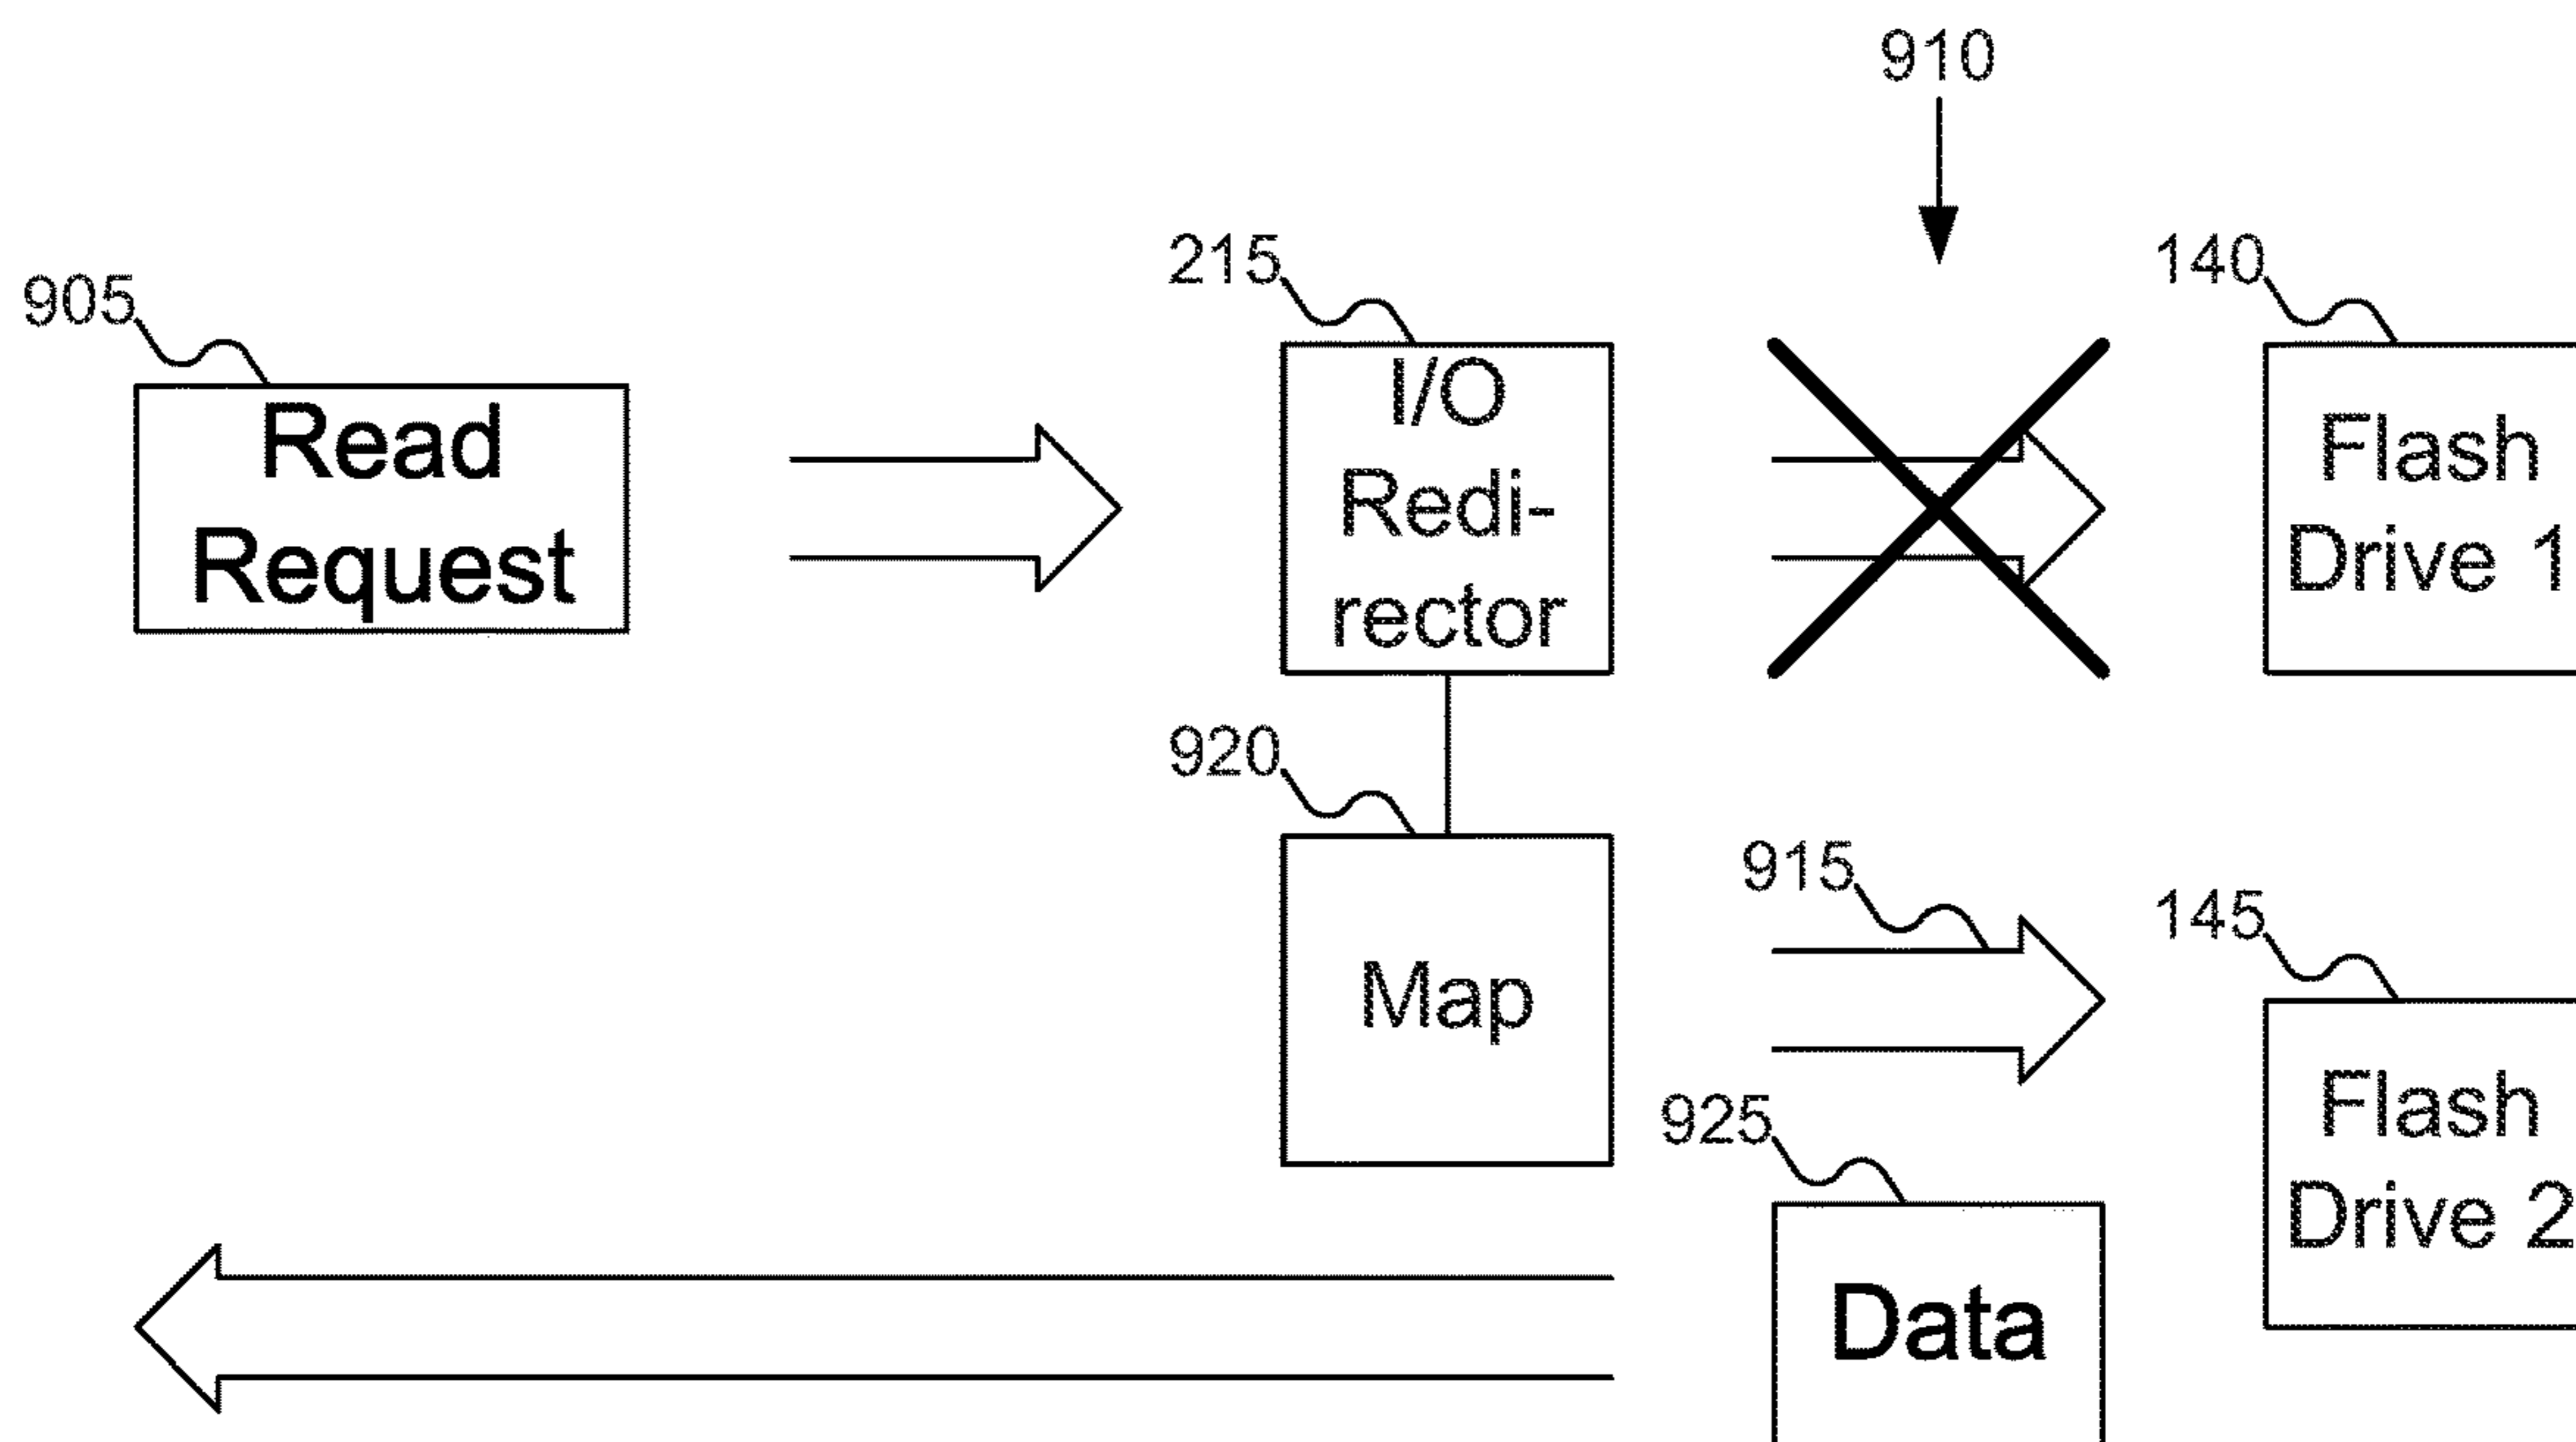 910
215
140
905
Read
Request
I/O
Redi-
rector
Flash
Drive 1
920
Map
915
145
925
Flash
Drive 2
Data